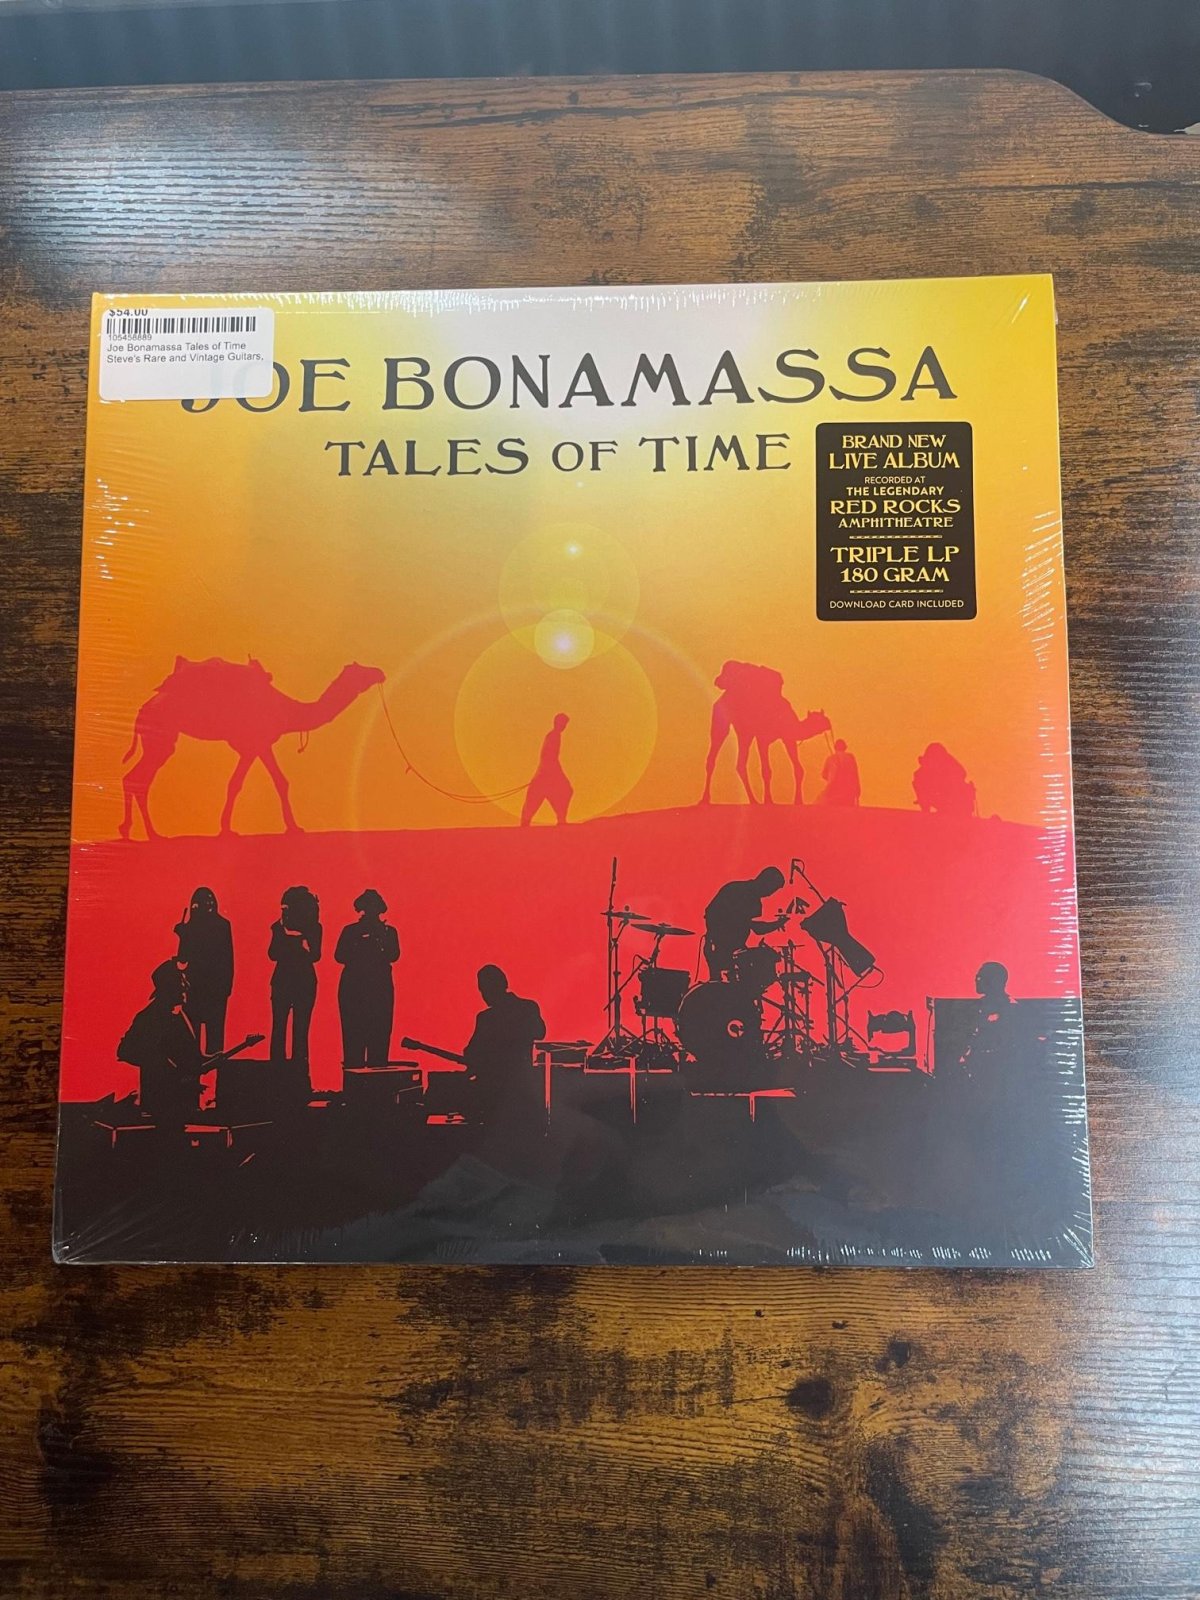 $54.00
105458889
Joe Bonamassa Tales of Time
Steve's Rare and Vintage Guitars,
JOE BONAMASSA
TALES OF TIME
BRAND NEW
LIVE ALBUM
RECORDED AT
THE LEGENDARY
RED ROCKS
AMPHITHEATRE
TRIPLE LP
180 GRAM
DOWNLOAD CARD INCLUDED